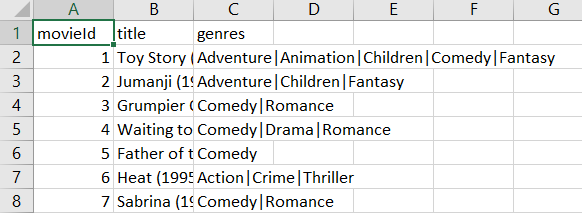 A B C D E F G
1 movieId title genres
2 1 Toy Story ( Adventure|Animation|Children|Comedy|Fantasy
3 2 Jumanji (19 Adventure|Children|Fantasy
4 3 Grumpier Comedy|Romance
5 4 Waiting to Comedy|Drama|Romance
6 5 Father of t Comedy
7 6 Heat (1995 Action|Crime|Thriller
8 7 Sabrina (19 Comedy|Romance